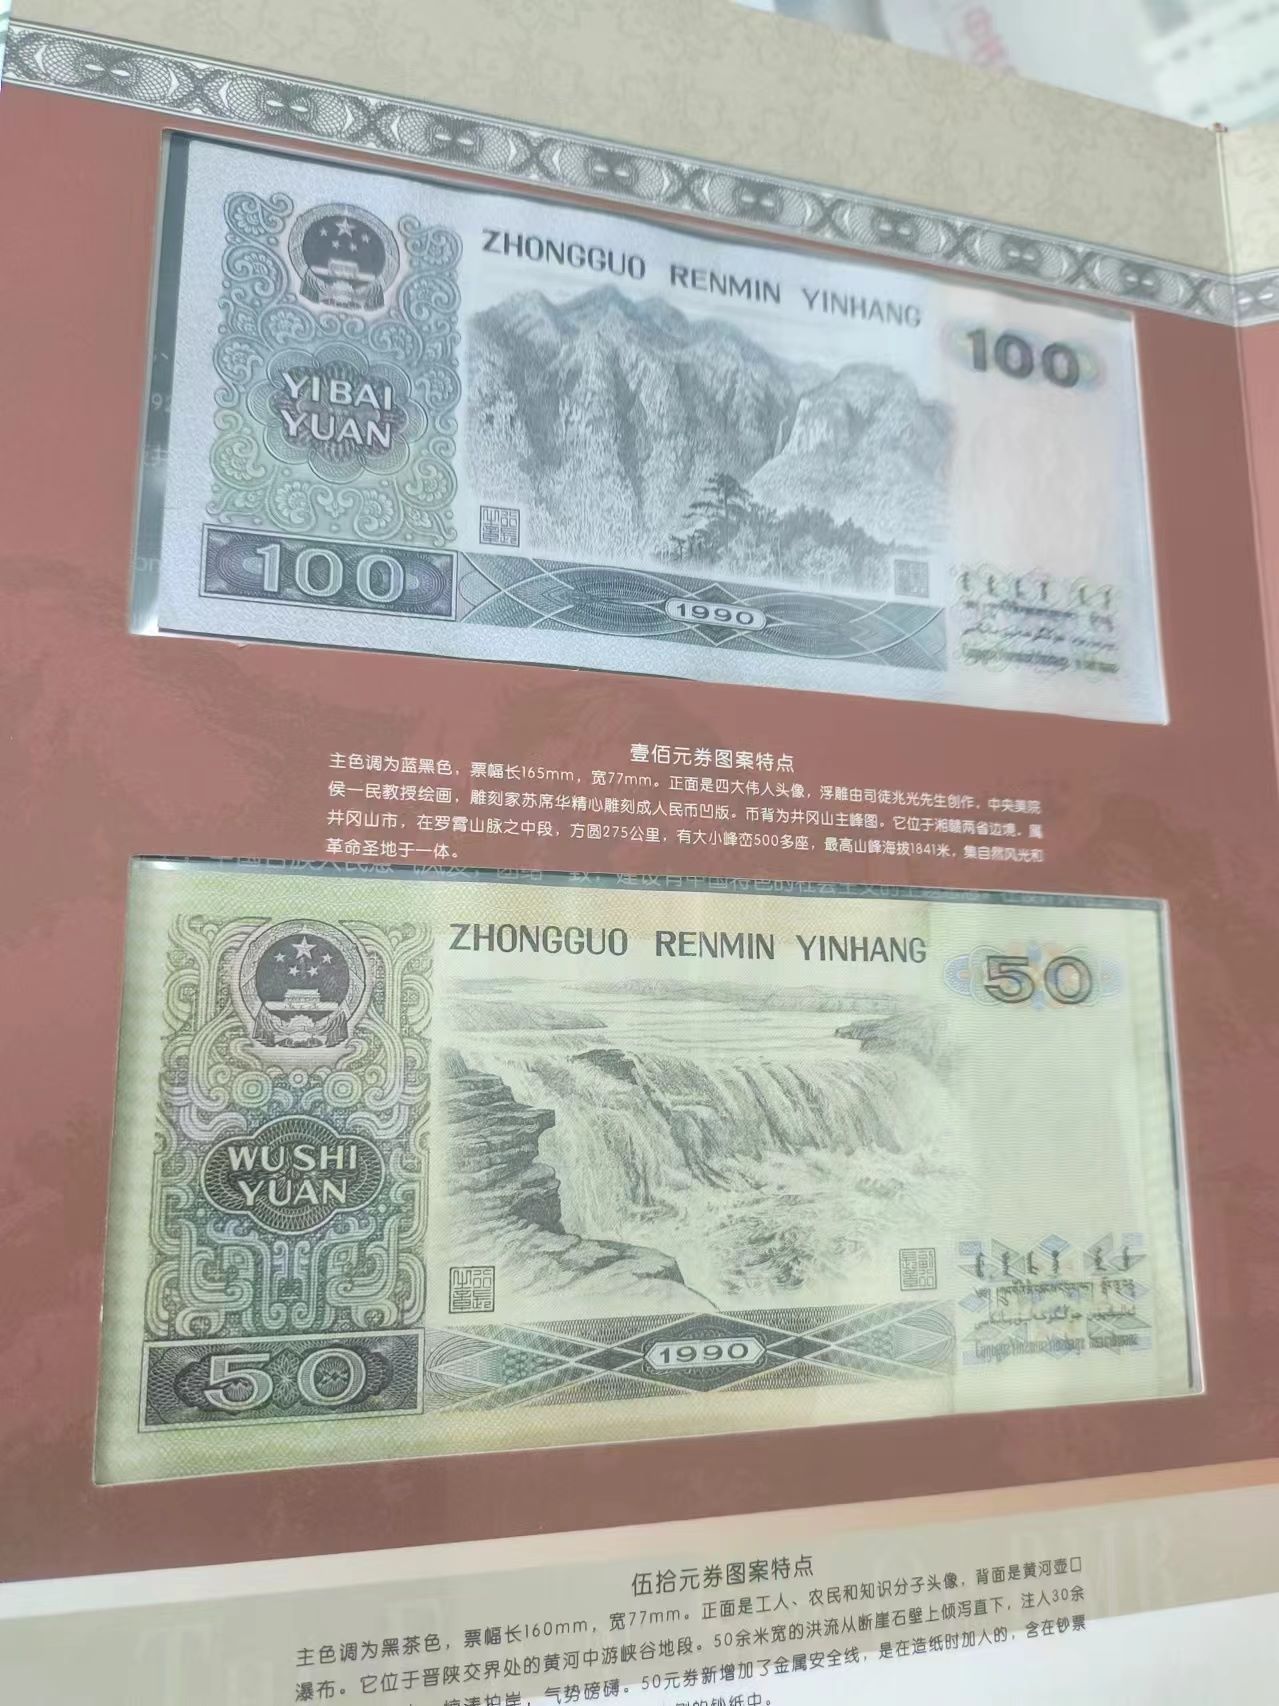 ZHONGGUO RENMIN YINHANG
100
YIBAI
YUAN
100
1990
壹佰元券图案特点
主色调为蓝黑色，票幅长165mm，宽77mm。正面是四大伟人头像，浮雕由司徒兆光先生创作，中央美院
侯一民教授绘画，雕刻家苏席华精心雕刻成人民币凹版。币背为井冈山主峰图。它位于湘赣两省边境，属
井冈山市，在罗霄山脉之中段，方圆275公里，有大小峰峦500多座，最高山峰海拔1841米，集自然风光和
革命圣地于一体。
ZHONGGUO RENMIN YINHANG
50
WUSHI
YUAN
50
1990
伍拾元券图案特点
主色调为黑茶色，票幅长160mm，宽77mm。正面是工人、农民和知识分子头像，背面是黄河壶口
瀑布。它位于晋陕交界处的黄河中游峡谷地段。50余米宽的洪流从断崖石壁上倾泻直下，注入30余
惊涛拍岸，气势磅礴。50元券新增加了金属安全线，是在造纸时加入的，含在钞票
的钞纸中。